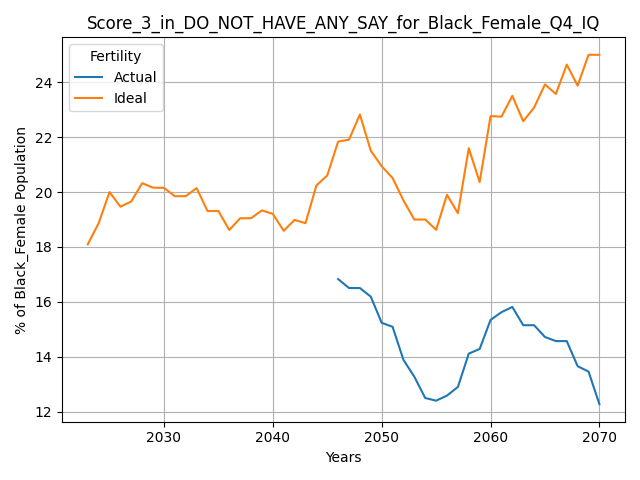 Score_3_in_DO_NOT_HAVE_ANY_SAY_for_Black_Female_Q4_IQ
Fertility
Actual
Ideal
% of Black_Female Population
24
22
20
18
16
14
12
2030
2040
2050
2060
2070
Years